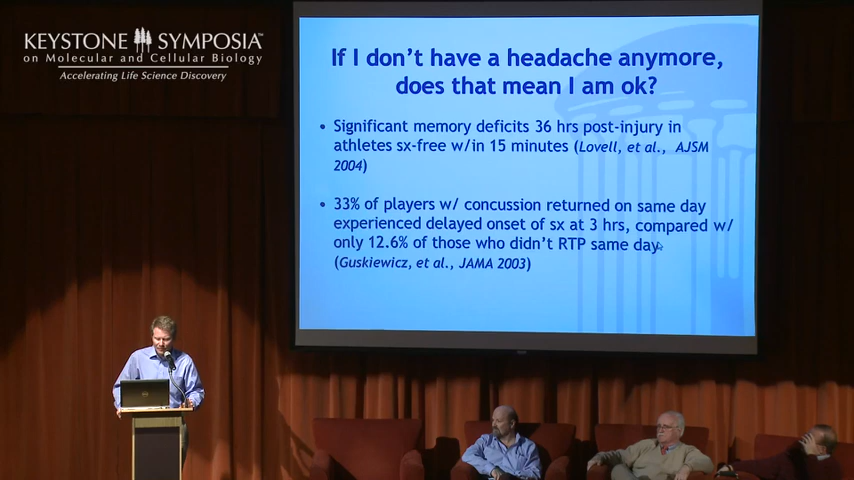 KEYSTONE SYMPOSIA™
on Molecular and Cellular Biology
Accelerating Life Science Discovery
If I don't have a headache anymore,
does that mean I am ok?
• Significant memory deficits 36 hrs post-injury in
athletes sx-free w/in 15 minutes (Lovell, et al., AJSM
2004)
• 33% of players w/ concussion returned on same day
experienced delayed onset of sx at 3 hrs, compared w/
only 12.6% of those who didn't RTP same day
(Guskiewicz, et al., JAMA 2003)